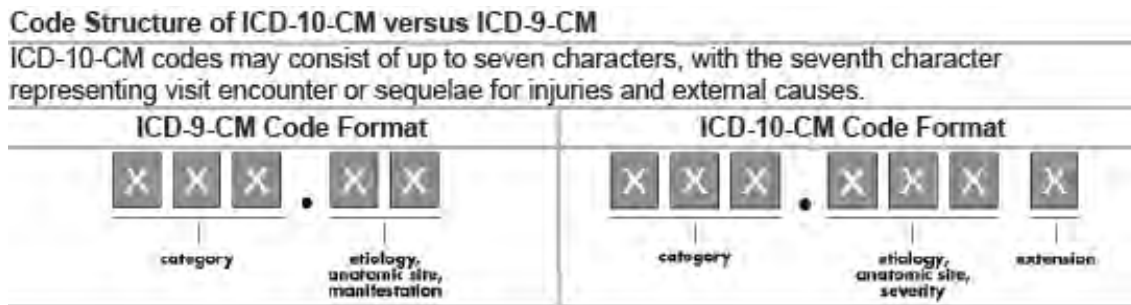 Code Structure of ICD-10-CM versus ICD-9-CM
ICD-10-CM codes may consist of up to seven characters, with the seventh character
representing visit encounter or sequelae for injuries and external causes.
ICD-9-CM Code Format
ICD-10-CM Code Format
X X X . X X
X X X . X X X X
category
etiology,
anatomic site,
manifestation
category
etiology,
anatomic site,
severity
extension